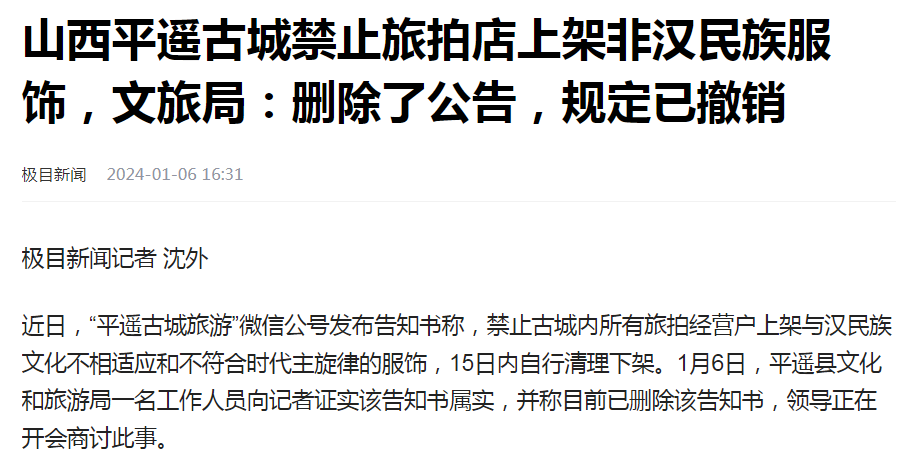 山西平遥古城禁止旅拍店上架非汉民族服
饰，文旅局：删除了公告，规定已撤销
极目新闻 2024-01-06 16:31
极目新闻记者 沈外
近日，“平遥古城旅游”微信公号发布告知书称，禁止古城内所有旅拍经营户上架与汉民族
文化不相适应和不符合时代主旋律的服饰，15日内自行清理下架。1月6日，平遥县文化
和旅游局一名工作人员向记者证实该告知书属实，并称目前已删除该告知书，领导正在
开会商讨此事。